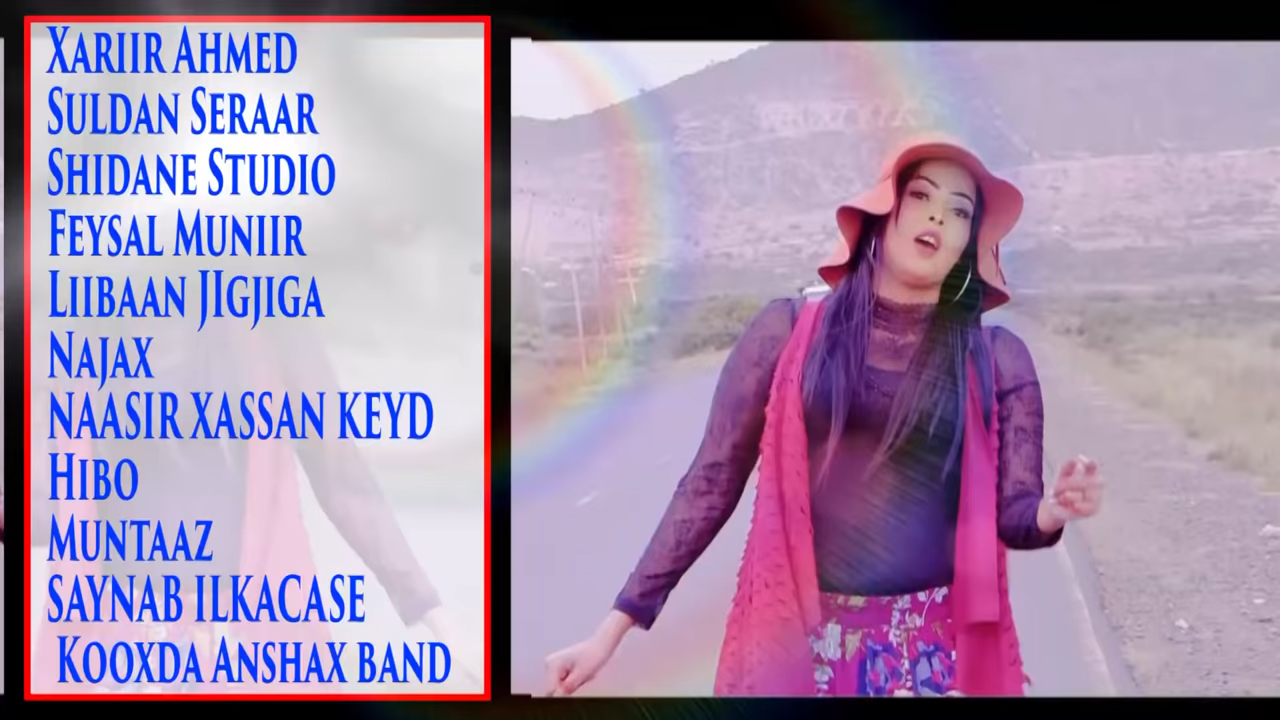 XARIIR AHMED
SULDAN SERAAR
SHIDANE STUDIO
FEYSAL MUNIIR
LIIBAAN JIGJIGA
NAJAX
NAASIR XASSAN KEYD
HIBO
MUNTAAZ
SAYNAB ILKACASE
KOOXDA ANSHAX BAND